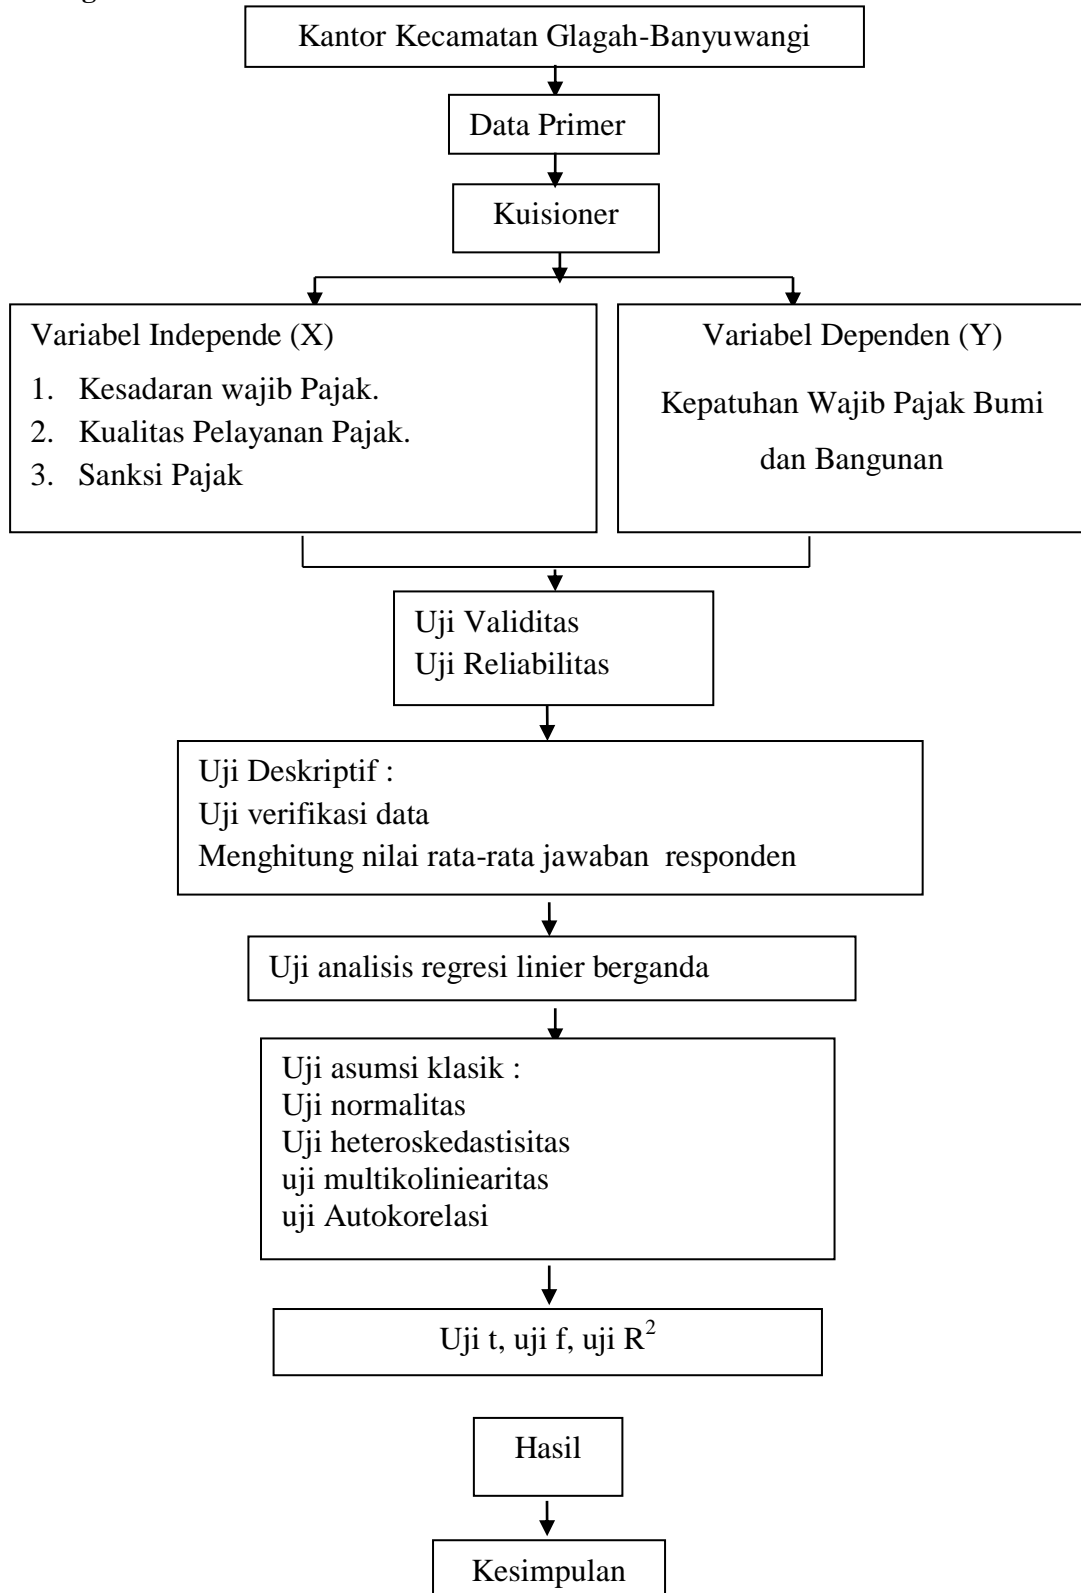 Kantor Kecamatan Glagah-Banyuwangi
Data Primer
Kuisioner
Variabel Independe (X)
1. Kesadaran wajib Pajak.
2. Kualitas Pelayanan Pajak.
3. Sanksi Pajak
Variabel Dependen (Y)
Kepatuhan Wajib Pajak Bumi
dan Bangunan
Uji Validitas
Uji Reliabilitas
Uji Deskriptif :
Uji verifikasi data
Menghitung nilai rata-rata jawaban responden
Uji analisis regresi linier berganda
Uji asumsi klasik :
Uji normalitas
Uji heteroskedastisitas
uji multikoliniearitas
uji Autokorelasi
Uji t, uji f, uji R²
Hasil
Kesimpulan